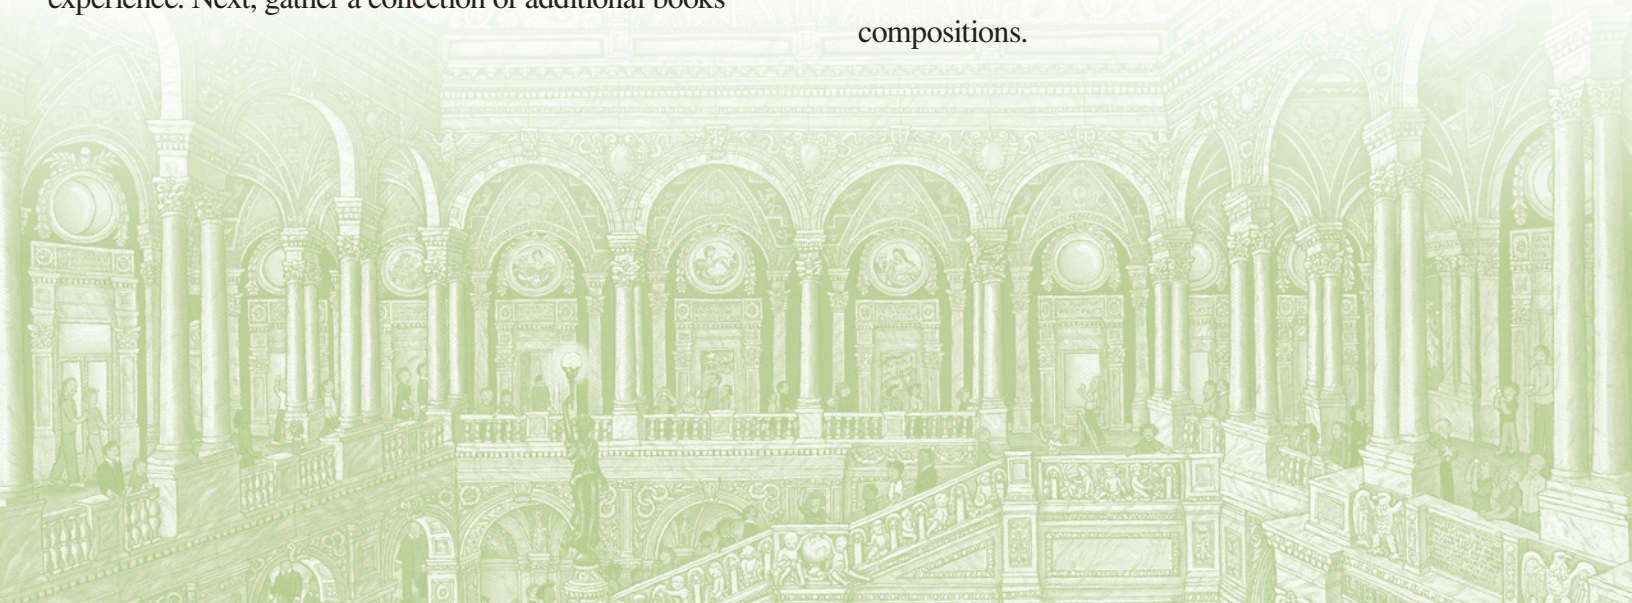 experience. Next, gather a collection of additional books
compositions.